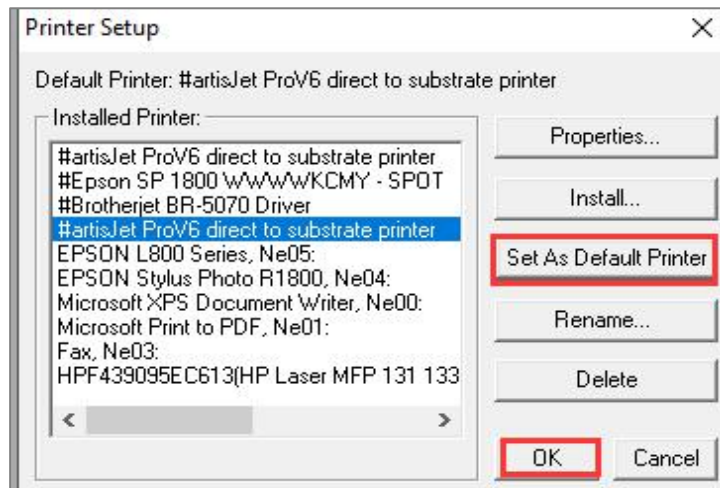 Printer Setup
Default Printer: #artisJet ProV6 direct to substrate printer
Installed Printer:
#artisJet ProV6 direct to substrate printer
#Epson SP 1800 WWWWKCMY - SPOT
#Brotherjet BR-5070 Driver
#artisJet ProV6 direct to substrate printer
EPSON L800 Series, Ne05:
EPSON Stylus Photo R1800, Ne04:
Microsoft XPS Document Writer, Ne00:
Microsoft Print to PDF, Ne01:
Fax, Ne03:
HPF439095EC613(HP Laser MFP 131 133
Properties...
Install...
Set As Default Printer
Rename...
Delete
OK
Cancel